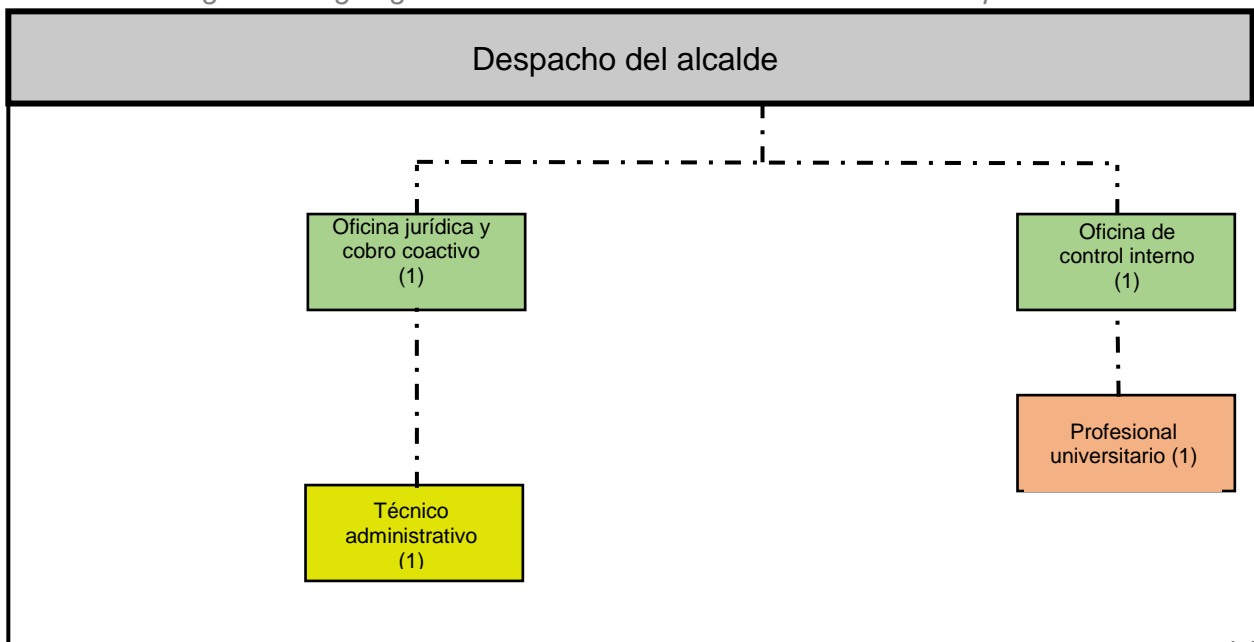 Despacho del alcalde
Oficina jurídica y
cobro coactivo
(1)
Oficina de
control interno
(1)
Profesional
universitario (1)
Técnico
administrativo
(1)